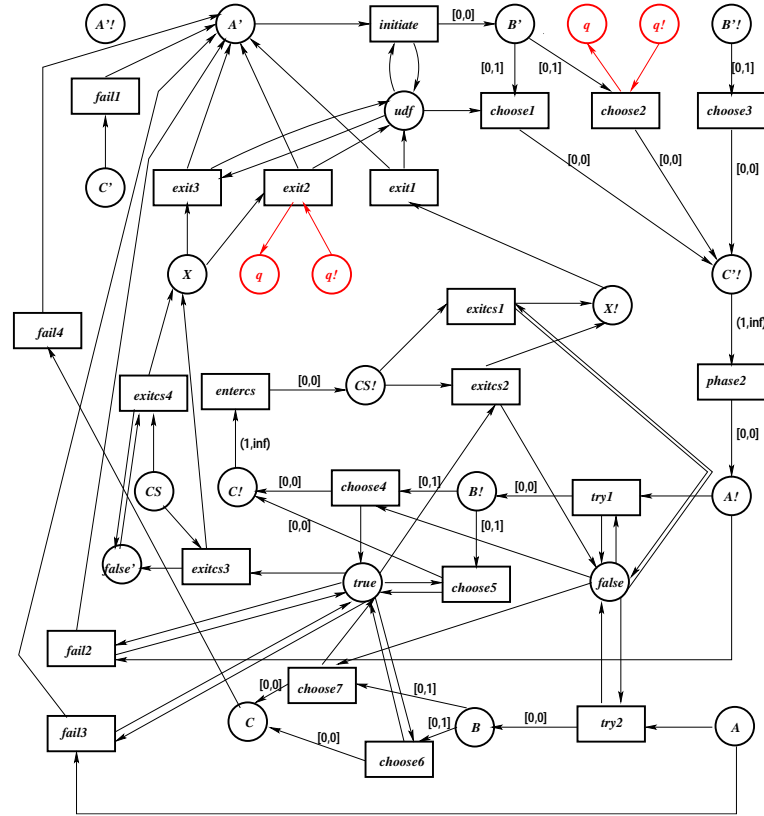 A'!
A'
initiate
[0,0]
B'
q
q!
B'!
fail1
[0,1]
[0,1]
[0,1]
udf
choose1
choose2
choose3
C'
exit3
exit2
exit1
[0,0]
[0,0]
[0,0]
X
q
q!
C'!
X!
exitcs1
(1,inf)
fail4
exitcs4
entercs
[0,0]
CS!
exitcs2
phase2
[0,0]
(1,inf)
CS
C!
[0,0]
choose4
[0,1]
B!
[0,0]
try1
A!
[0,0]
[0,1]
false'
exitcs3
true
choose5
false
fail2
choose7
[0,0]
[0,1]
fail3
C
[0,1]
B
[0,0]
try2
A
[0,0]
choose6